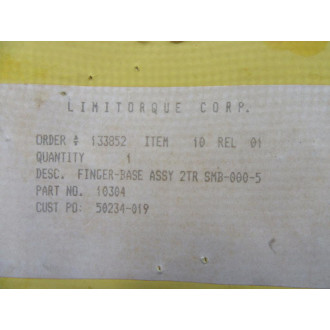 LIMITORQUE CORP.
ORDER # 133852 ITEM 10 REL 01
QUANTITY 1
DESC. FINGER-BASE ASSY 2TR SMB-000-5
PART NO. 10304
CUST PO: 50234-019